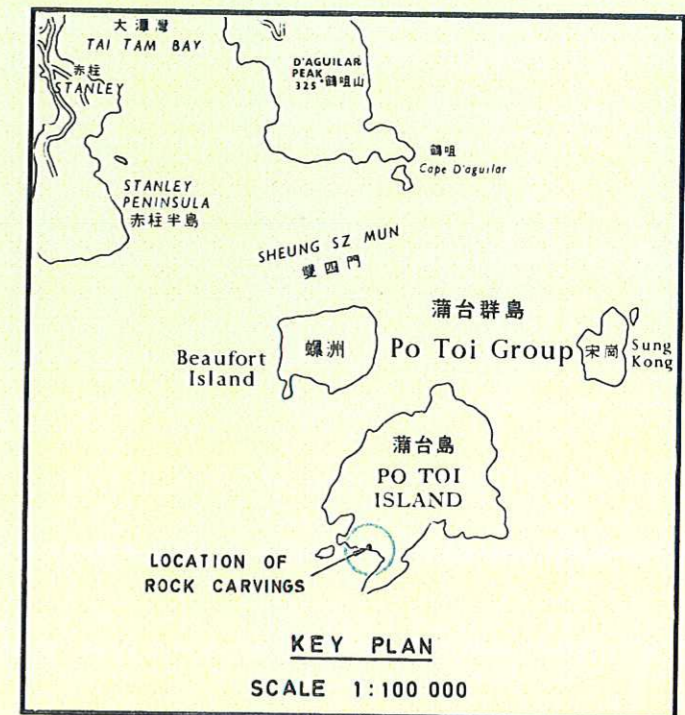 大潭灣
TAI TAM BAY
赤柱
STANLEY
D'AGUILAR
PEAK
325
鶴咀山
鶴咀
Cape D'aguilar
STANLEY
PENINSULA
赤柱半島
SHEUNG SZ MUN
雙四門
蒲台群島
Po Toi Group
Beaufort
Island
螺洲
宋崗
Sung
Kong
蒲台島
PO TOI
ISLAND
LOCATION OF
ROCK CARVINGS
KEY PLAN
SCALE 1:100 000